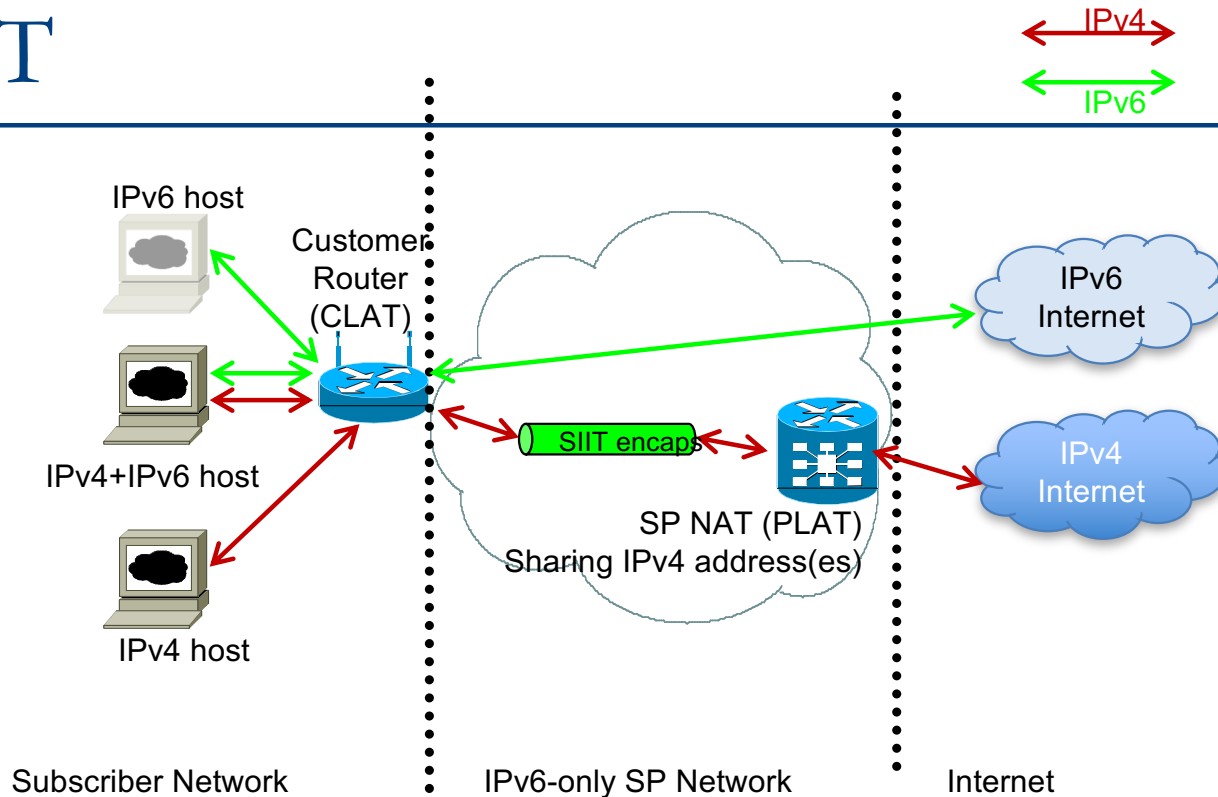 T
IPv4
IPv6
IPv6 host
Customer
Router
(CLAT)
IPv6
Internet
SIIT encaps
IPv4+IPv6 host
IPv4
Internet
SP NAT (PLAT)
Sharing IPv4 address(es)
IPv4 host
Subscriber Network
IPv6-only SP Network
Internet